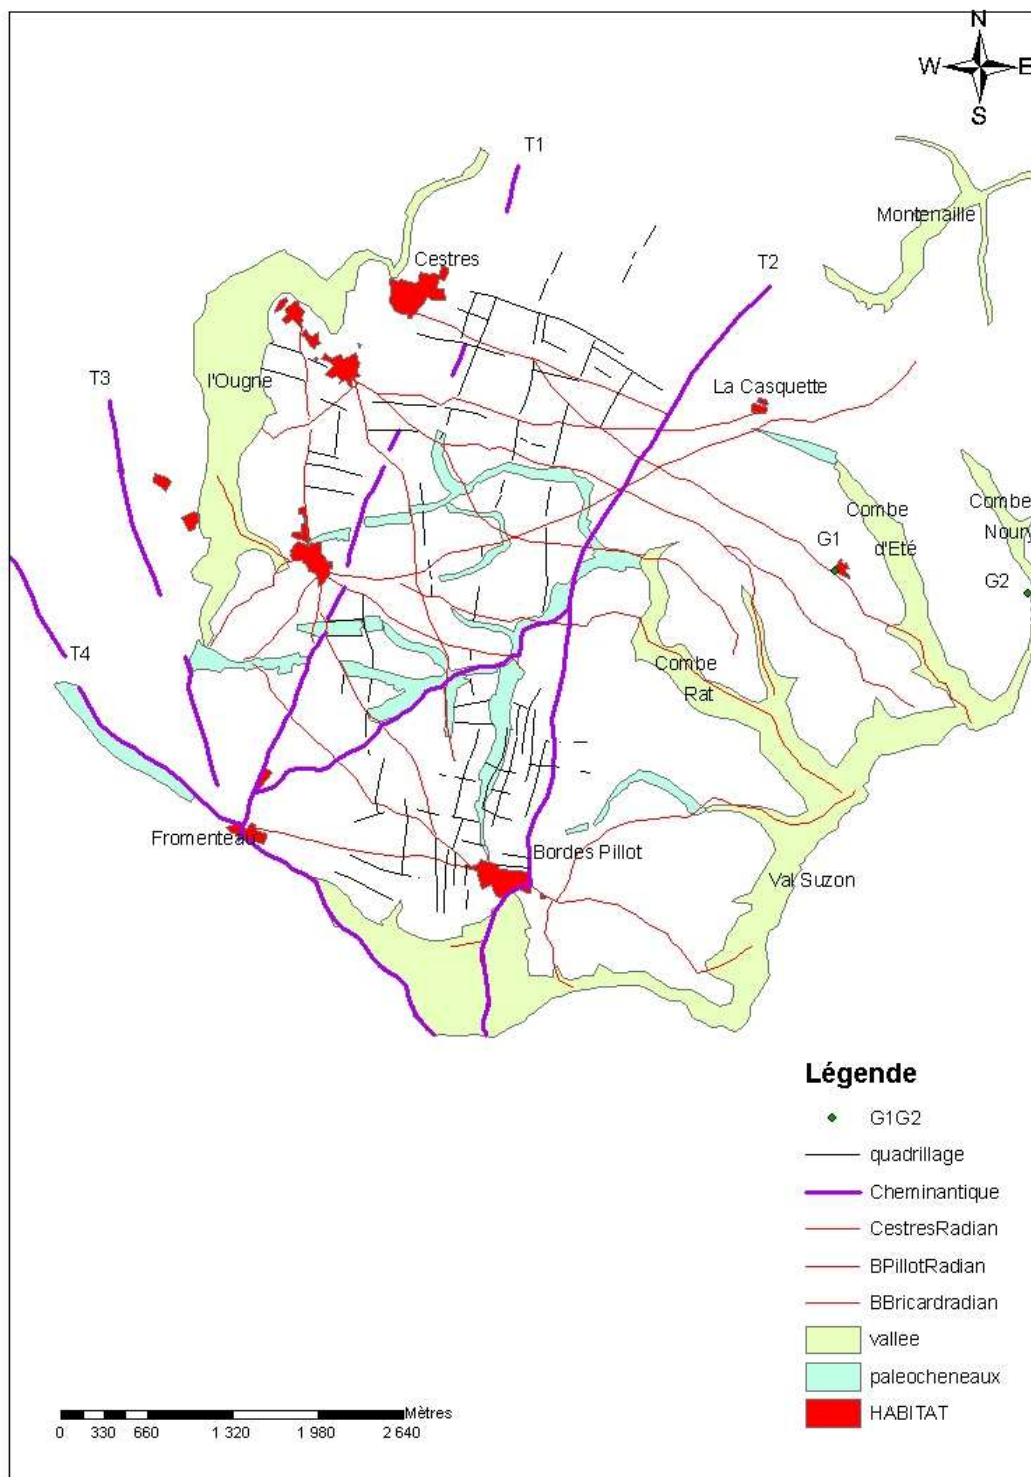 N
W E
S
T1
Montenaille
Cestres
T2
T3
l'Ougne
La Casquette
Combe
d'Eté
Combe
Noury
G1
G2
T4
Combe
Rat
Fromenteau
Bordes Pillot
Val Suzon
Légende
G1G2
quadrillage
Cheminantique
CestresRadian
BPillotRadian
BBricardradian
vallee
paleocheneaux
HABITAT
Mètres
0 330 660 1 320 1 980 2 640